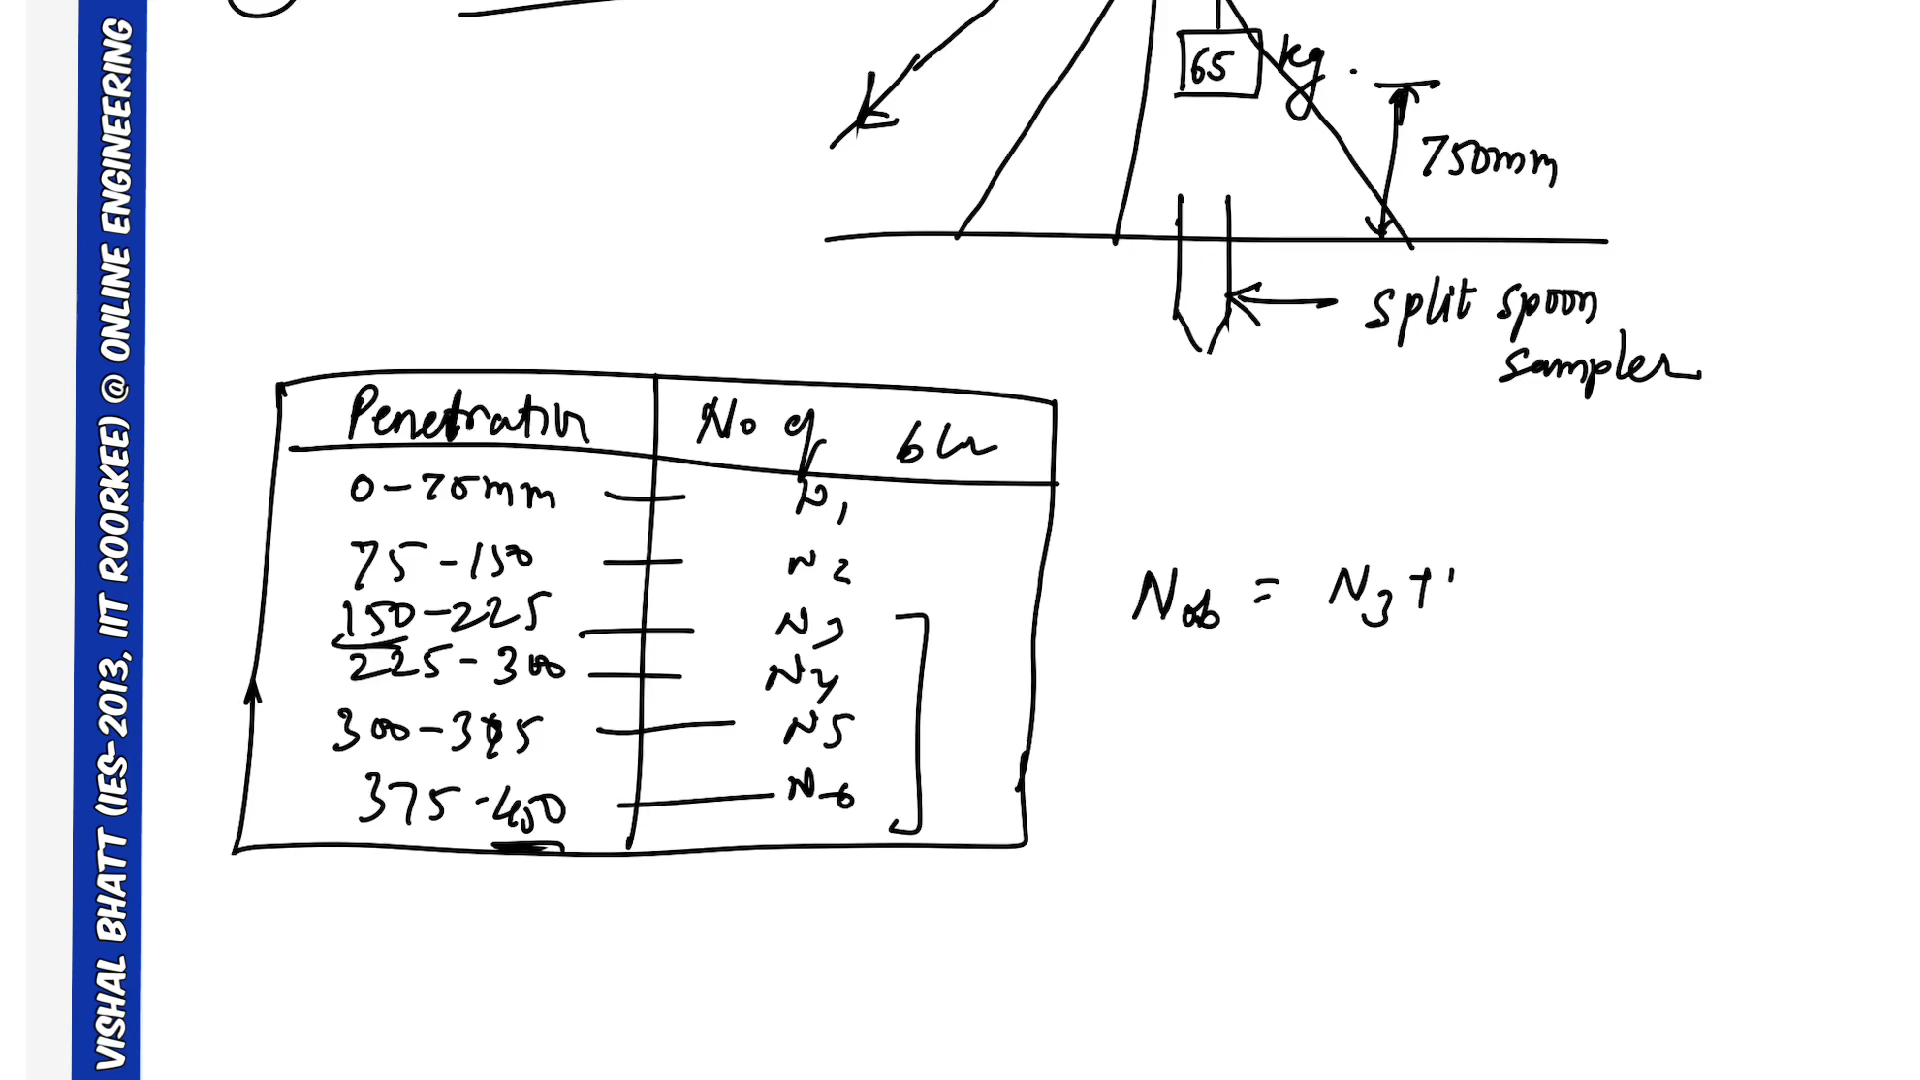 VISHAL BHATT (IES-2013, IIT ROORKEE) @ ONLINE ENGINEERING
65 kg.
750mm
split spoon
sampler
Penetration No of blw
0-75mm N1
75-150 N2
150-225 N3
225-300 N4
300-375 N5
375-450 N6
Nob = N3 +